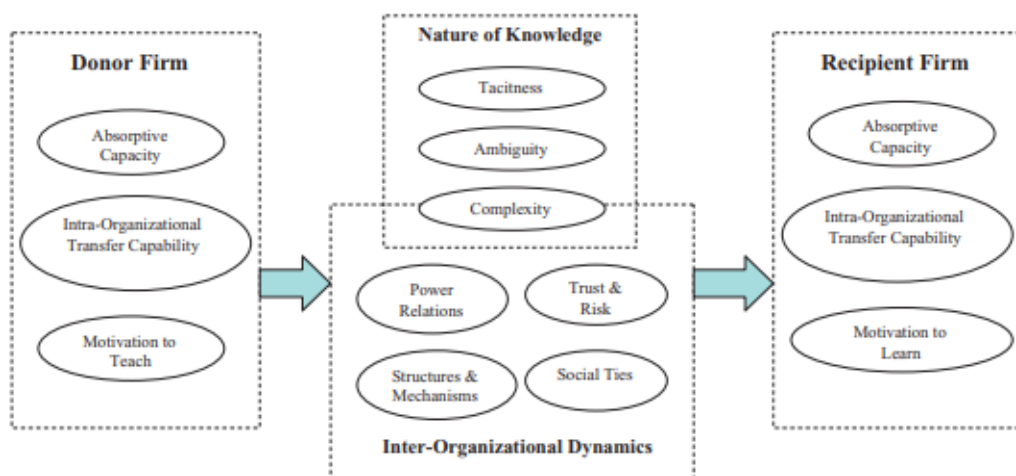 Donor Firm
Absorptive
Capacity
Intra-Organizational
Transfer Capability
Motivation to
Teach
Nature of Knowledge
Tacitness
Ambiguity
Complexity
Power
Relations
Trust &
Risk
Structures &
Mechanisms
Social Ties
Inter-Organizational Dynamics
Recipient Firm
Absorptive
Capacity
Intra-Organizational
Transfer Capability
Motivation to
Learn